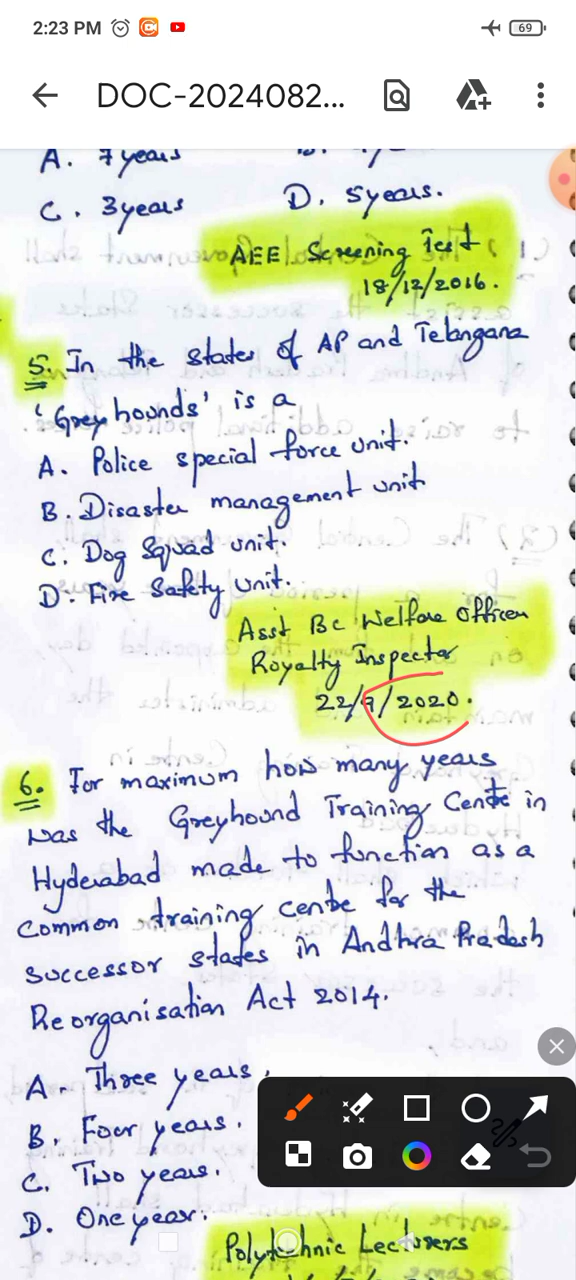 2:23 PM
69
DOC-2024082...
A. 7 years
C. 3 years D. 5 years.
AEE Screening Test
18/12/2016.
5. In the states of AP and Telangana
'Greyhounds' is a
A. Police special force unit.
B. Disaster management unit
C. Dog Squad unit.
D. Fire Safety unit.
Asst BC Welfare Officer
Royalty Inspector
22/9/2020.
6. For maximum how many years
was the Greyhound Training Centre in
Hyderabad made to function as a
Common training centre for the
successor states in Andhra Pradesh
Reorganisation Act 2014.
A. Three years.
B. Four years.
C. Two years.
D. One year.
Polytechnic Lecturers